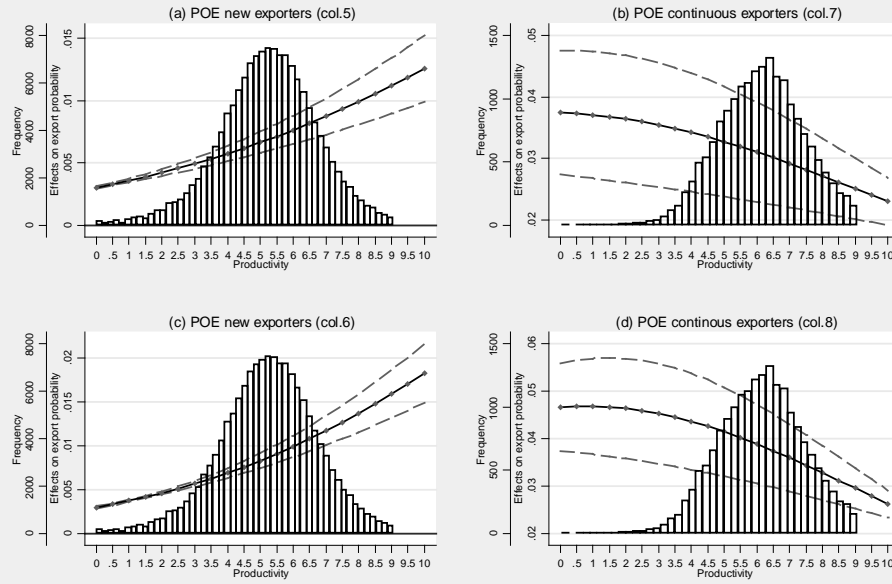 (a) POE new exporters (col.5)
Frequency
0 2000 4000 6000 8000
Effects on export probability
0 .005 .01 .015
0 .5 1 1.5 2 2.5 3 3.5 4 4.5 5 5.5 6 6.5 7 7.5 8 8.5 9 9.5 10
Productivity
(b) POE continuous exporters (col.7)
Frequency
0 500 1000 1500
Effects on export probability
.02 .03 .04 .05
0 .5 1 1.5 2 2.5 3 3.5 4 4.5 5 5.5 6 6.5 7 7.5 8 8.5 9 9.5 10
Productivity
(c) POE new exporters (col.6)
Frequency
0 2000 4000 6000 8000
Effects on export probability
0 .005 .01 .015 .02
0 .5 1 1.5 2 2.5 3 3.5 4 4.5 5 5.5 6 6.5 7 7.5 8 8.5 9 9.5 10
Productivity
(d) POE continous exporters (col.8)
Frequency
0 500 1000 1500
Effects on export probability
.02 .03 .04 .05 .06
0 .5 1 1.5 2 2.5 3 3.5 4 4.5 5 5.5 6 6.5 7 7.5 8 8.5 9 9.5 10
Productivity